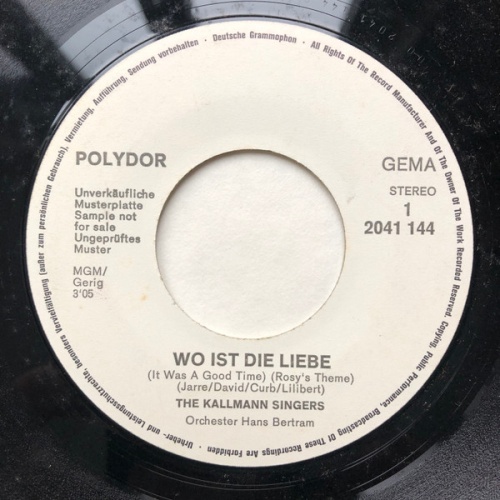 Urheber- und Leistungsschutzrechte, besonders Vervielfältigung (außer zum persönlichen Gebrauch), Vermietung, Aufführung, Sendung vorbehalten · Deutsche Grammophon · All Rights Of The Record Manufacturer And Of The Owner Of The Work Recorded Reserved. Copying, Public Performance, Broadcasting Of These Recordings Are Forbidden ·
POLYDOR
GEMA
Unverkäufliche
Musterplatte
Sample not
for sale
Ungeprüftes
Muster
STEREO
1
2041 144
MGM/
Gerig
3'05
WO IST DIE LIEBE
(It Was A Good Time) (Rosy's Theme)
(Jarre/David/Curb/Lilibert)
THE KALLMANN SINGERS
Orchester Hans Bertram